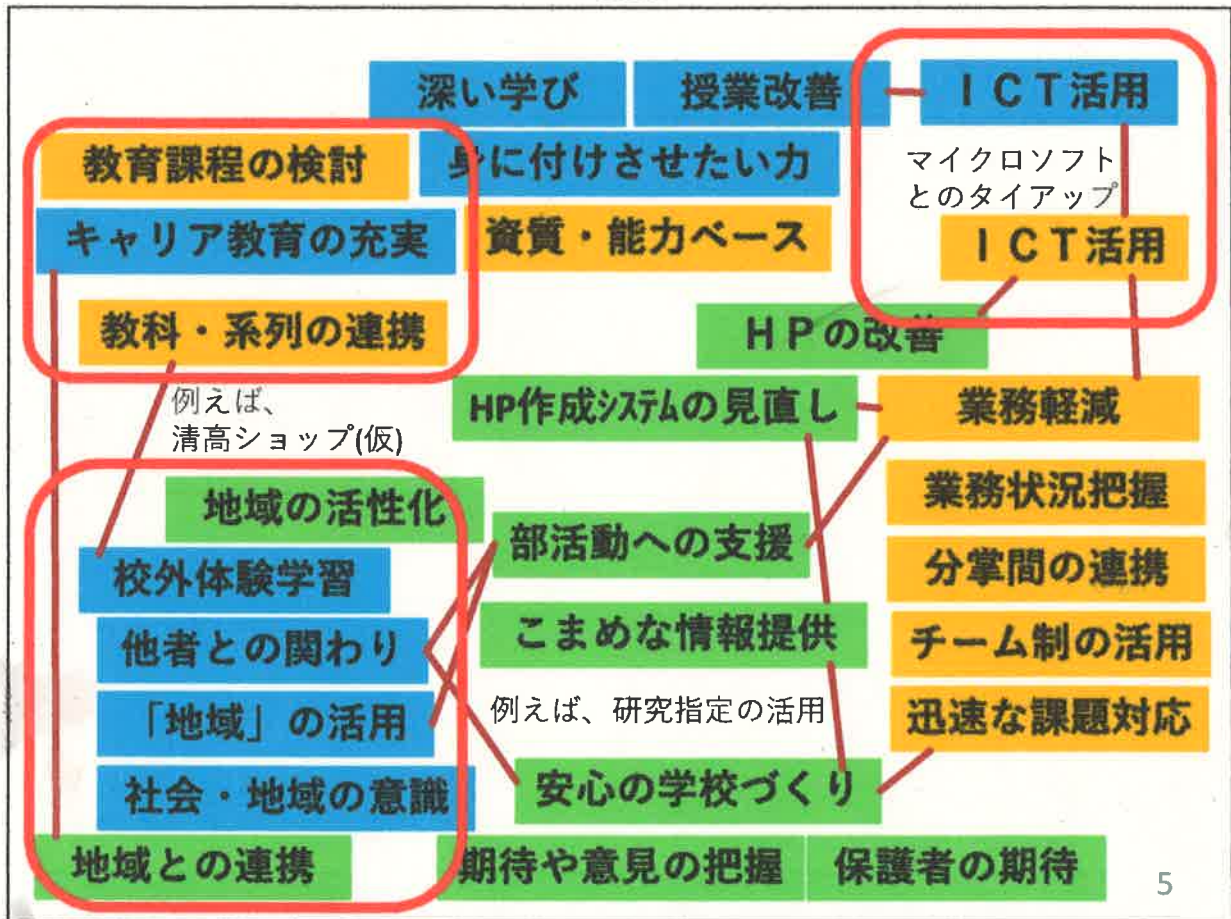 深い学び
授業改善
ＩＣＴ活用
教育課程の検討
身に付けさせたい力
マイクロソフト
とのタイアップ
キャリア教育の充実
資質・能力ベース
ＩＣＴ活用
教科・系列の連携
ＨＰの改善
例えば、
清高ショップ(仮)
HP作成システムの見直し
業務軽減
地域の活性化
部活動への支援
業務状況把握
校外体験学習
分掌間の連携
他者との関わり
こまめな情報提供
チーム制の活用
「地域」の活用
例えば、研究指定の活用
迅速な課題対応
社会・地域の意識
安心の学校づくり
地域との連携
期待や意見の把握
保護者の期待
5